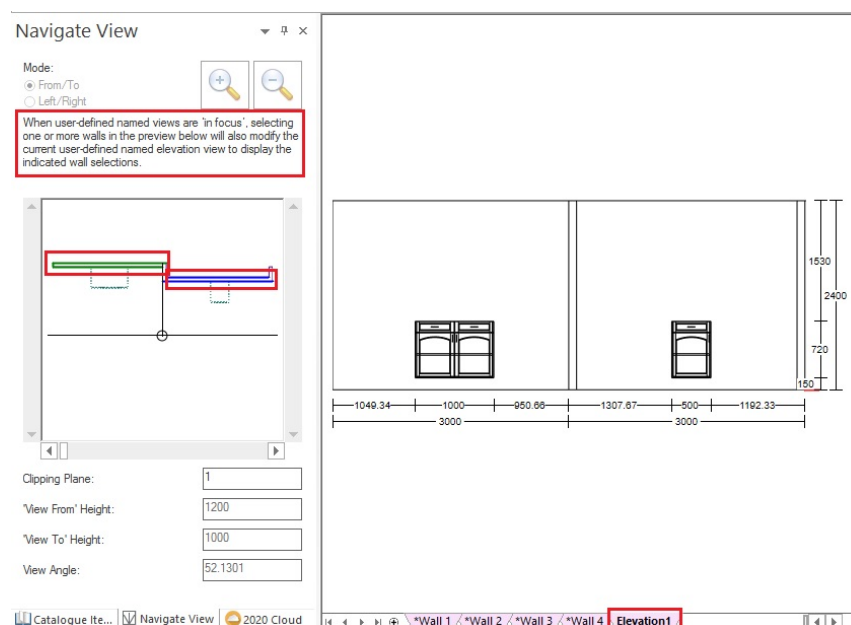 Navigate View
Mode:
From/To
Left/Right
When user-defined named views are 'in focus', selecting
one or more walls in the preview below will also modify the
current user-defined named elevation view to display the
indicated wall selections.
Clipping Plane:
1
'View From' Height:
1200
'View To' Height:
1000
View Angle:
52.1301
Catalogue Ite...
Navigate View
2020 Cloud
1530
2400
720
150
1049.34
1000
950.66
1307.67
500
1192.33
3000
3000
*Wall 1
*Wall 2
*Wall 3
*Wall 4
Elevation1